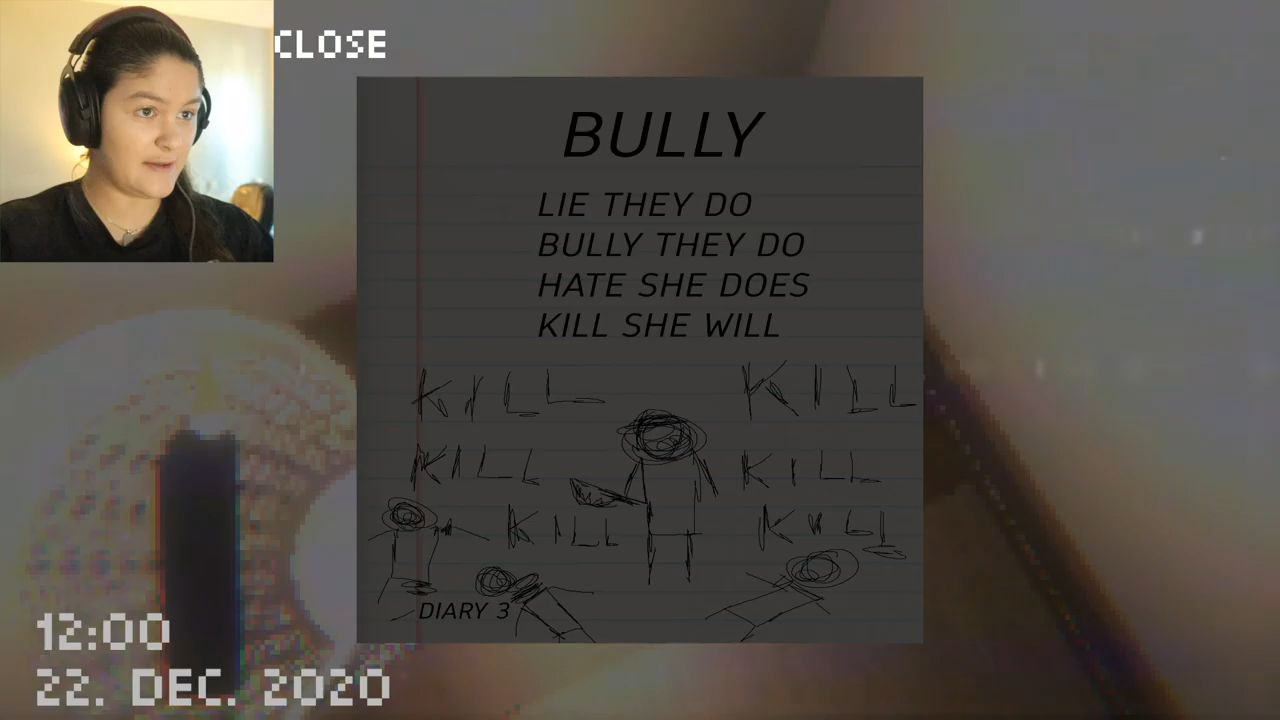 CLOSE
BULLY
LIE THEY DO
BULLY THEY DO
HATE SHE DOES
KILL SHE WILL
KILL KILL
KILL KILL
KILL KILL
DIARY 3
12:00
22. DEC. 2020